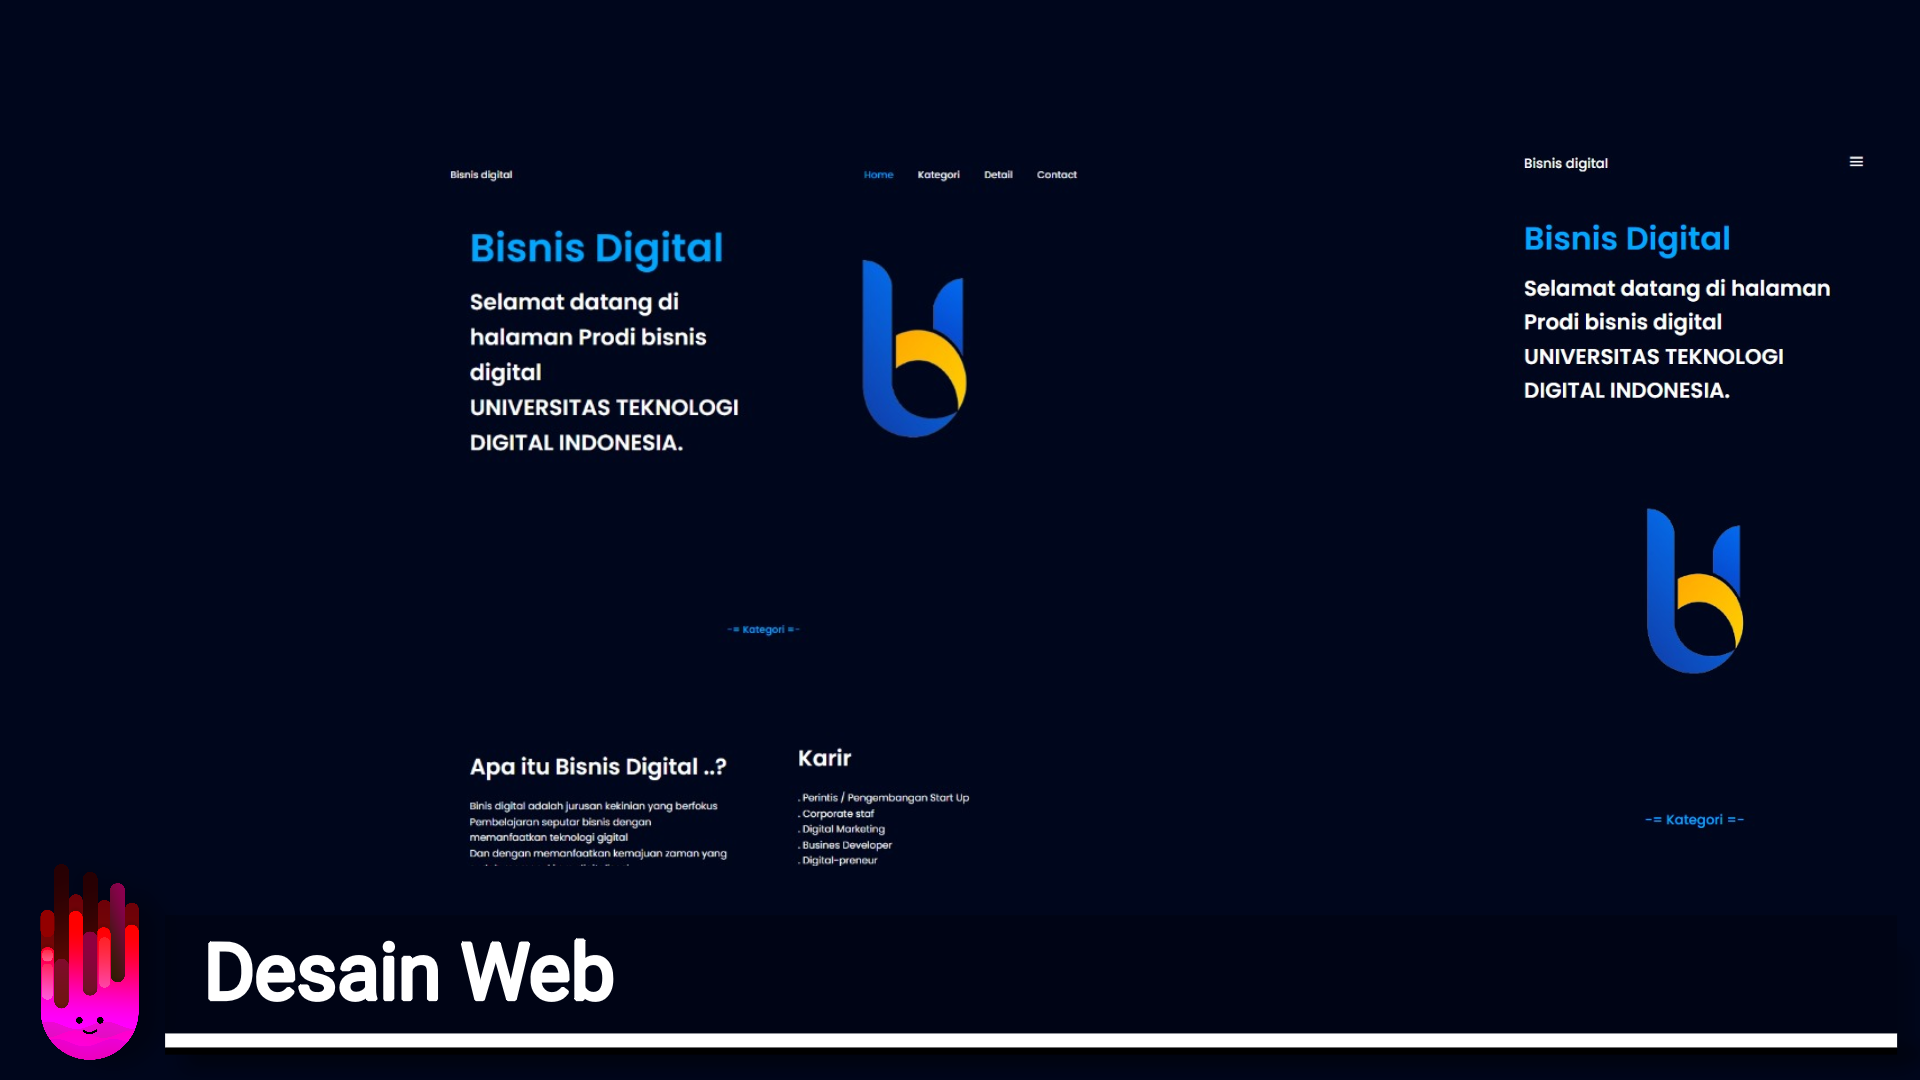 Bisnis digital
Home Kategori Detail Contact
Bisnis Digital
Selamat datang di
halaman Prodi bisnis
digital
UNIVERSITAS TEKNOLOGI
DIGITAL INDONESIA.
-= Kategori =-
Apa itu Bisnis Digital ..?
Binis digital adalah jurusan kekinian yang berfokus
Pembelajaran seputar bisnis dengan
memanfaatkan teknologi gigital
Dan dengan memanfaatkan kemajuan zaman yang
Karir
. Perintis / Pengembangan Start Up
. Corporate staf
. Digital Marketing
. Busines Developer
. Digital-preneur
Bisnis digital
Bisnis Digital
Selamat datang di halaman
Prodi bisnis digital
UNIVERSITAS TEKNOLOGI
DIGITAL INDONESIA.
-= Kategori =-
Desain Web